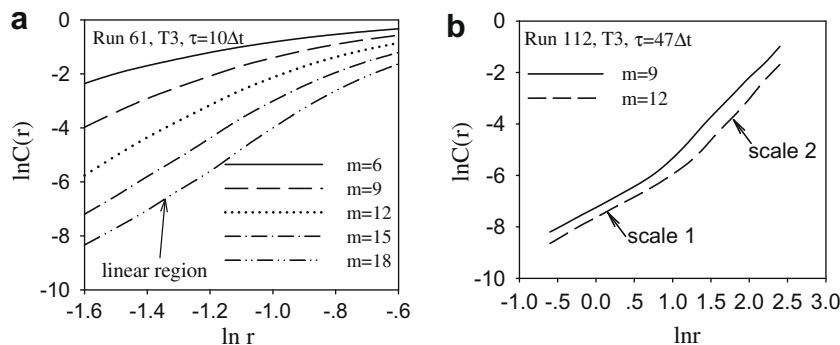 a
Run 61, T3, τ=10Δt
lnC(r)
0
-2
-4
-6
-8
-10
m=6
m=9
m=12
m=15
m=18
linear region
-1.6
-1.4
-1.2
-1.0
-.8
-.6
ln r
b
Run 112, T3, τ=47Δt
m=9
m=12
lnC(r)
0
-2
-4
-6
-8
-10
scale 2
scale 1
-1.0
-.5
0.0
.5
1.0
1.5
2.0
2.5
3.0
lnr